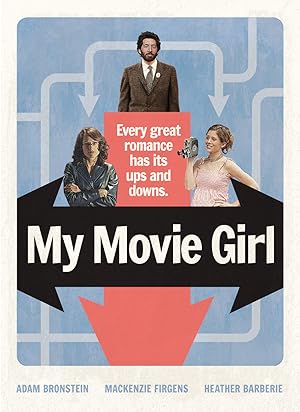 Every great
romance
has its
ups and
downs.
My Movie Girl
ADAM BRONSTEIN MACKENZIE FIRGENS HEATHER BARBERIE